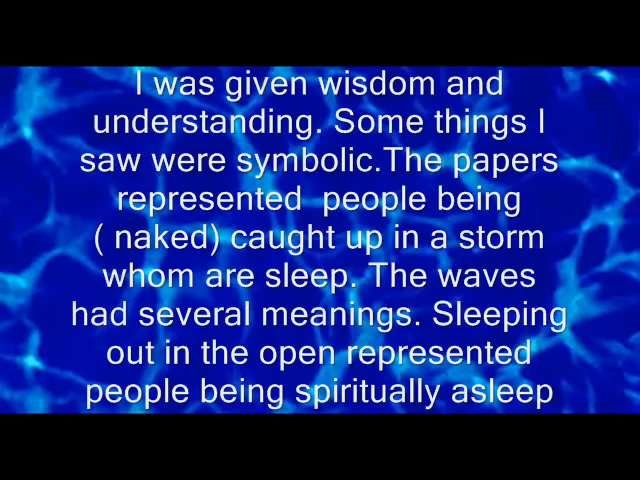 I was given wisdom and
understanding. Some things I
saw were symbolic.The papers
represented  people being
( naked) caught up in a storm
whom are sleep. The waves
had several meanings. Sleeping
out in the open represented
people being spiritually asleep